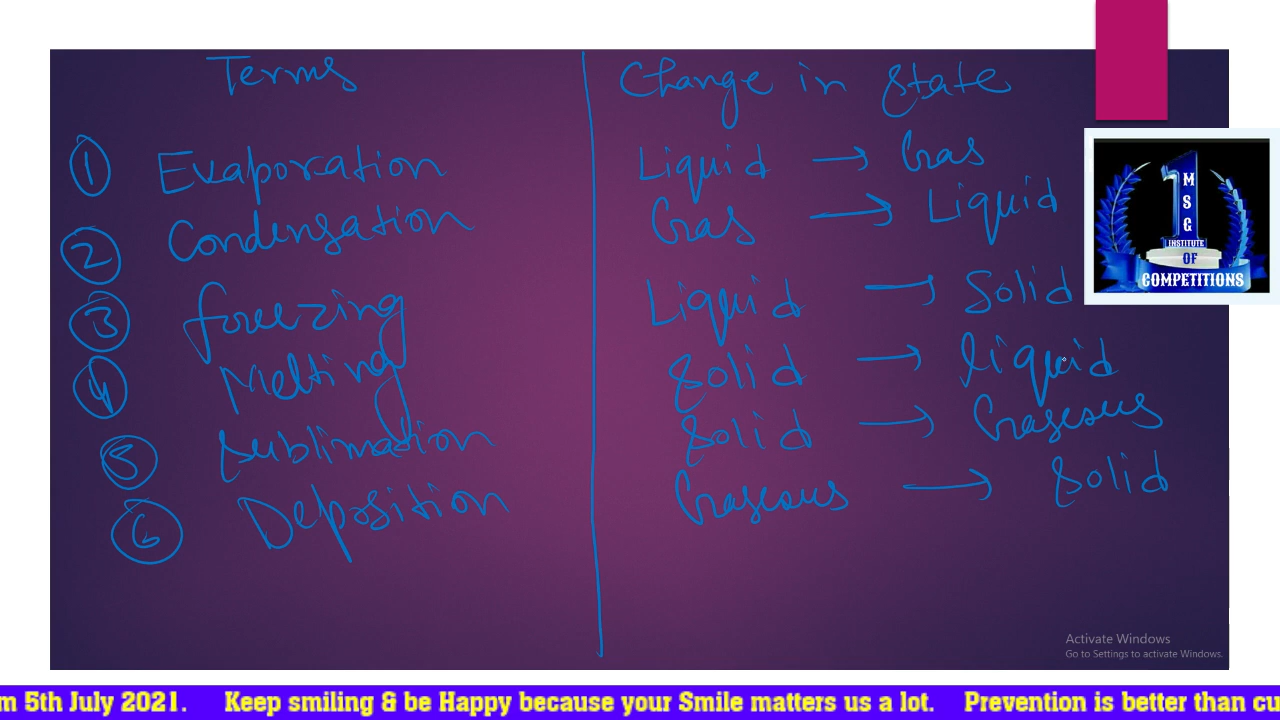 Terms Change in state
1 Evaporation Liquid → Gas
2 Condensation Gas → Liquid
3 freezing Liquid → Solid
4 Melting Solid → liquid
5 sublimation Solid → Gaseous
6 Deposition Gaseous → Solid
1
MSG
INSTITUTE
OF
COMPETITIONS
Activate Windows
Go to Settings to activate Windows.
m 5th July 2021. Keep smiling & be Happy because your Smile matters us a lot. Prevention is better than cu